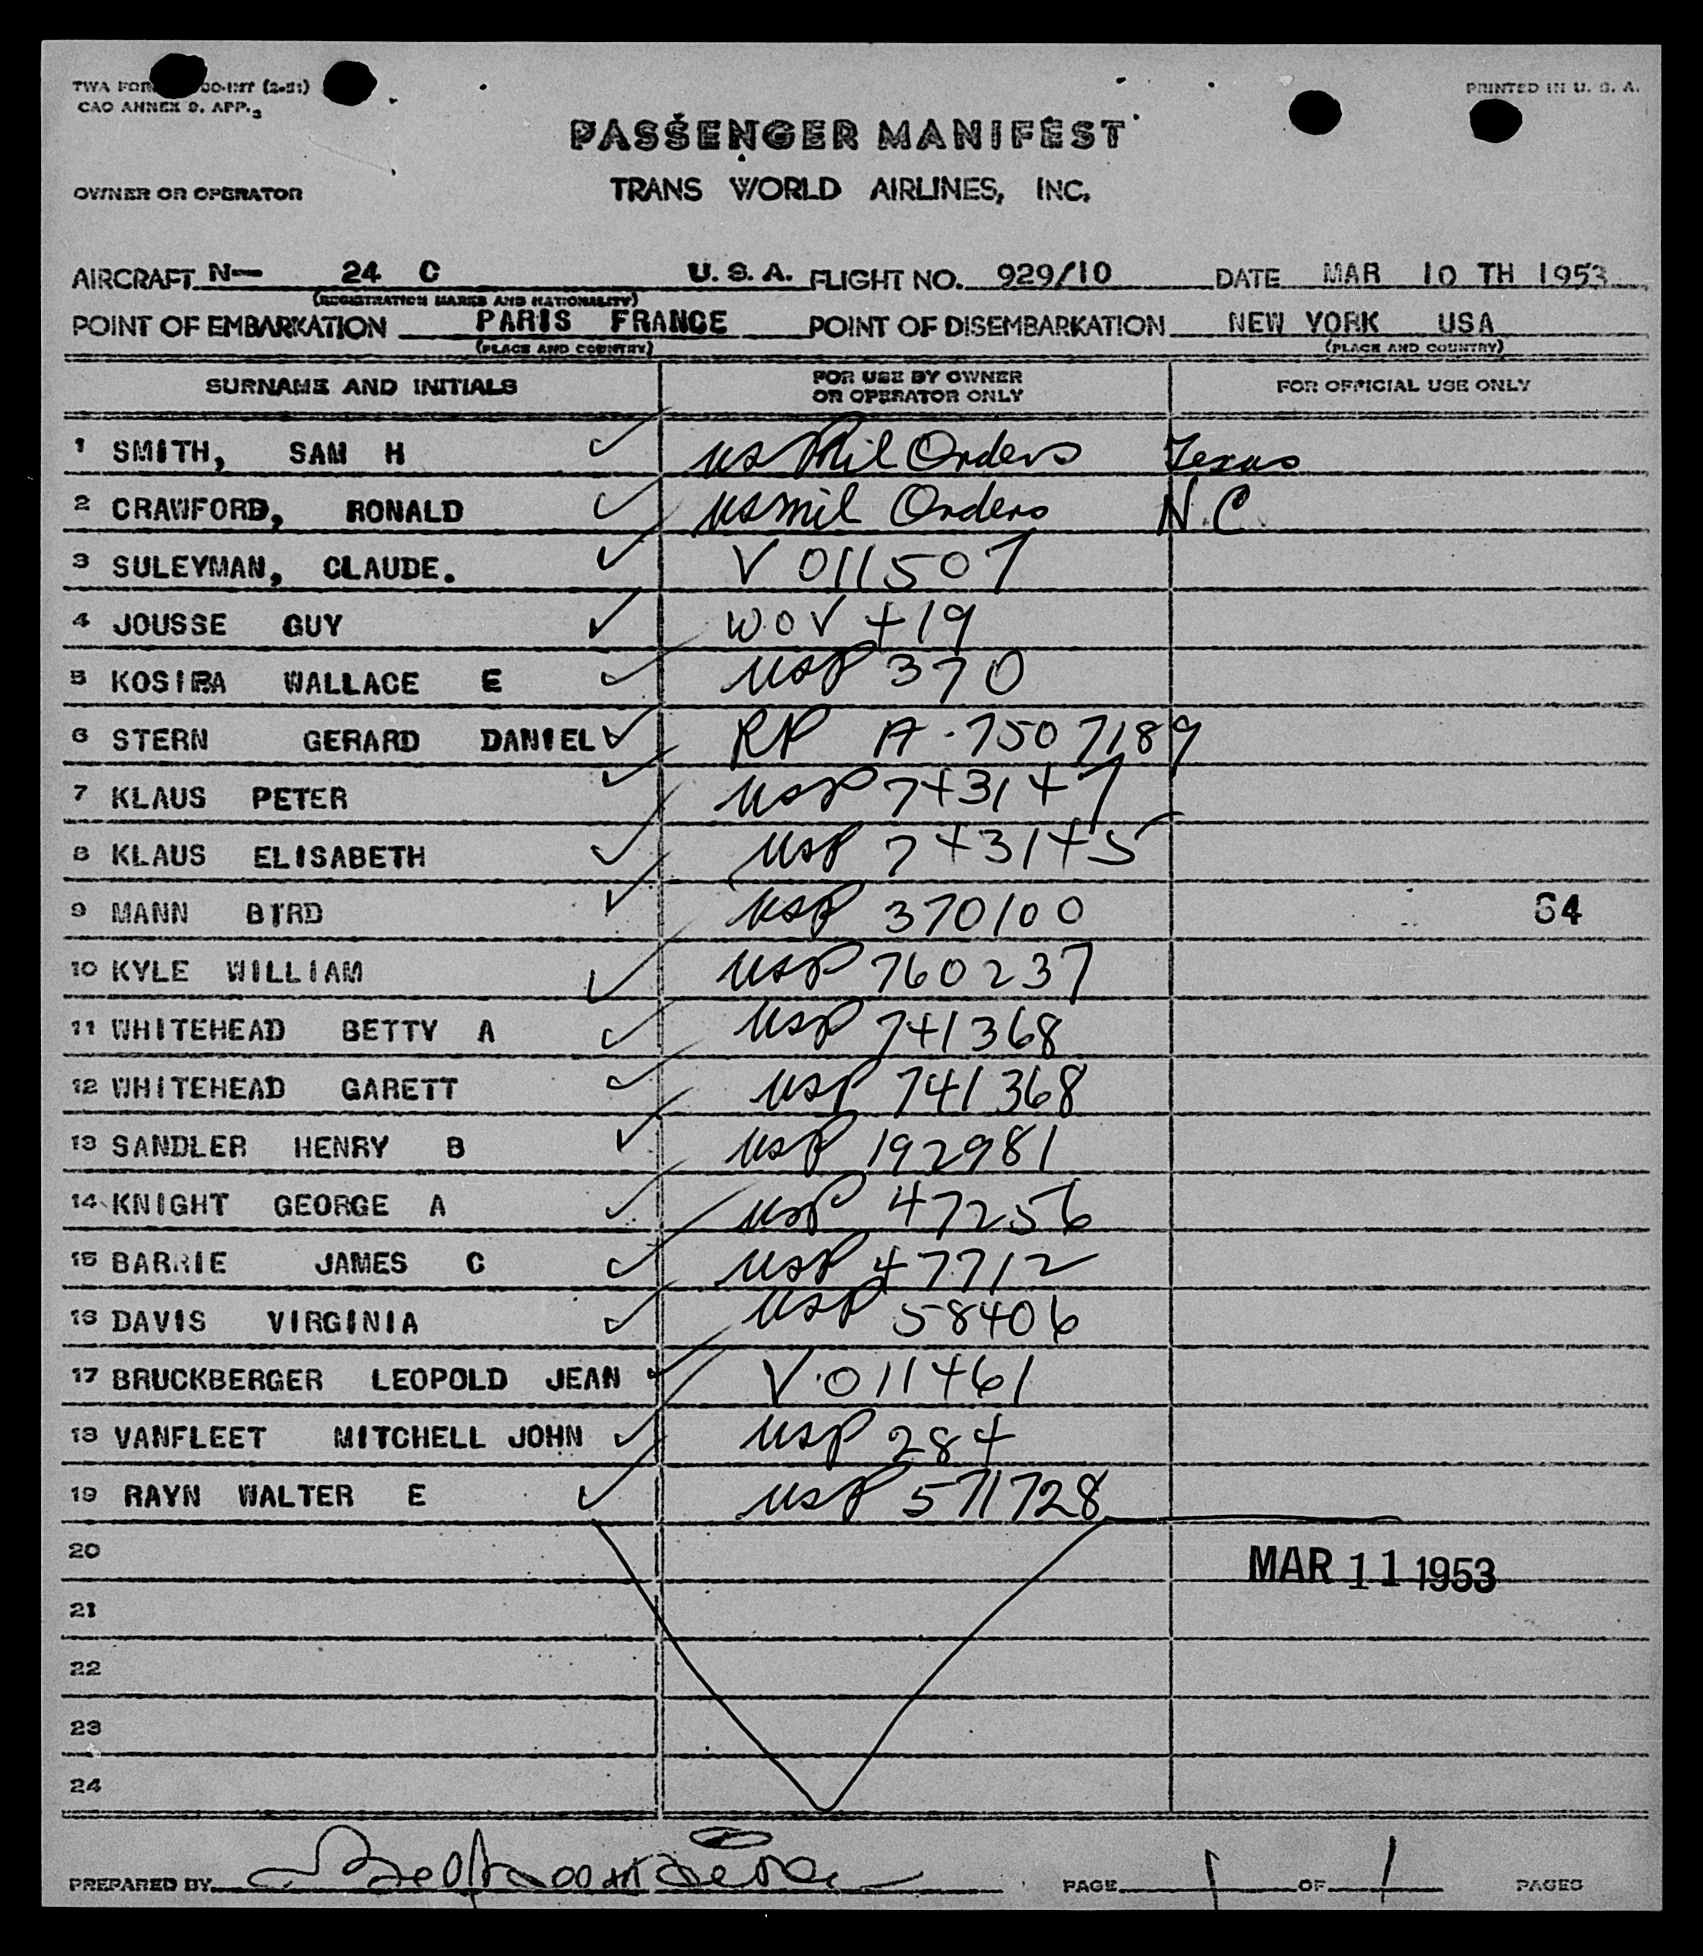 PRINTED IN U. S. A.
CAO ANNEX 9. APP. 3
PASSENGER MANIFEST
OWNER OR OPERATOR
TRANS WORLD AIRLINES, INC.
AIRCRAFT N— 24 C U. S. A. FLIGHT NO. 929/10 DATE MAR 10 TH 1953
(REGISTRATION MARKS AND NATIONALITY)
POINT OF EMBARKATION PARIS FRANCE POINT OF DISEMBARKATION NEW YORK USA
(PLACE AND COUNTRY) (PLACE AND COUNTRY)
SURNAME AND INITIALS FOR USE BY OWNER OR OPERATOR ONLY FOR OFFICIAL USE ONLY
1 SMITH, SAM H us Mil Orders Texas
2 CRAWFORD, RONALD us mil Orders N.C
3 SULEYMAN, CLAUDE. V 011507
4 JOUSSE GUY WOV 419
5 KOSIRA WALLACE E USP 370
6 STERN GERARD DANIEL RP A-7507189
7 KLAUS PETER USP 743147
8 KLAUS ELISABETH USP 743145
9 MANN BYRD USP 370100 64
10 KYLE WILLIAM USP 760237
11 WHITEHEAD BETTY A USP 741368
12 WHITEHEAD GARETT USP 741368
13 SANDLER HENRY B USP 192981
14 KNIGHT GEORGE A USP 47256
15 BARRIE JAMES C USP 47712
16 DAVIS VIRGINIA USP 58406
17 BRUCKBERGER LEOPOLD JEAN V.011461
18 VANFLEET MITCHELL JOHN USP 284
19 RAYN WALTER E USP 571728
20
MAR 11 1953
21
22
23
24
PREPARED BY PAGE 1 OF 1 PAGES